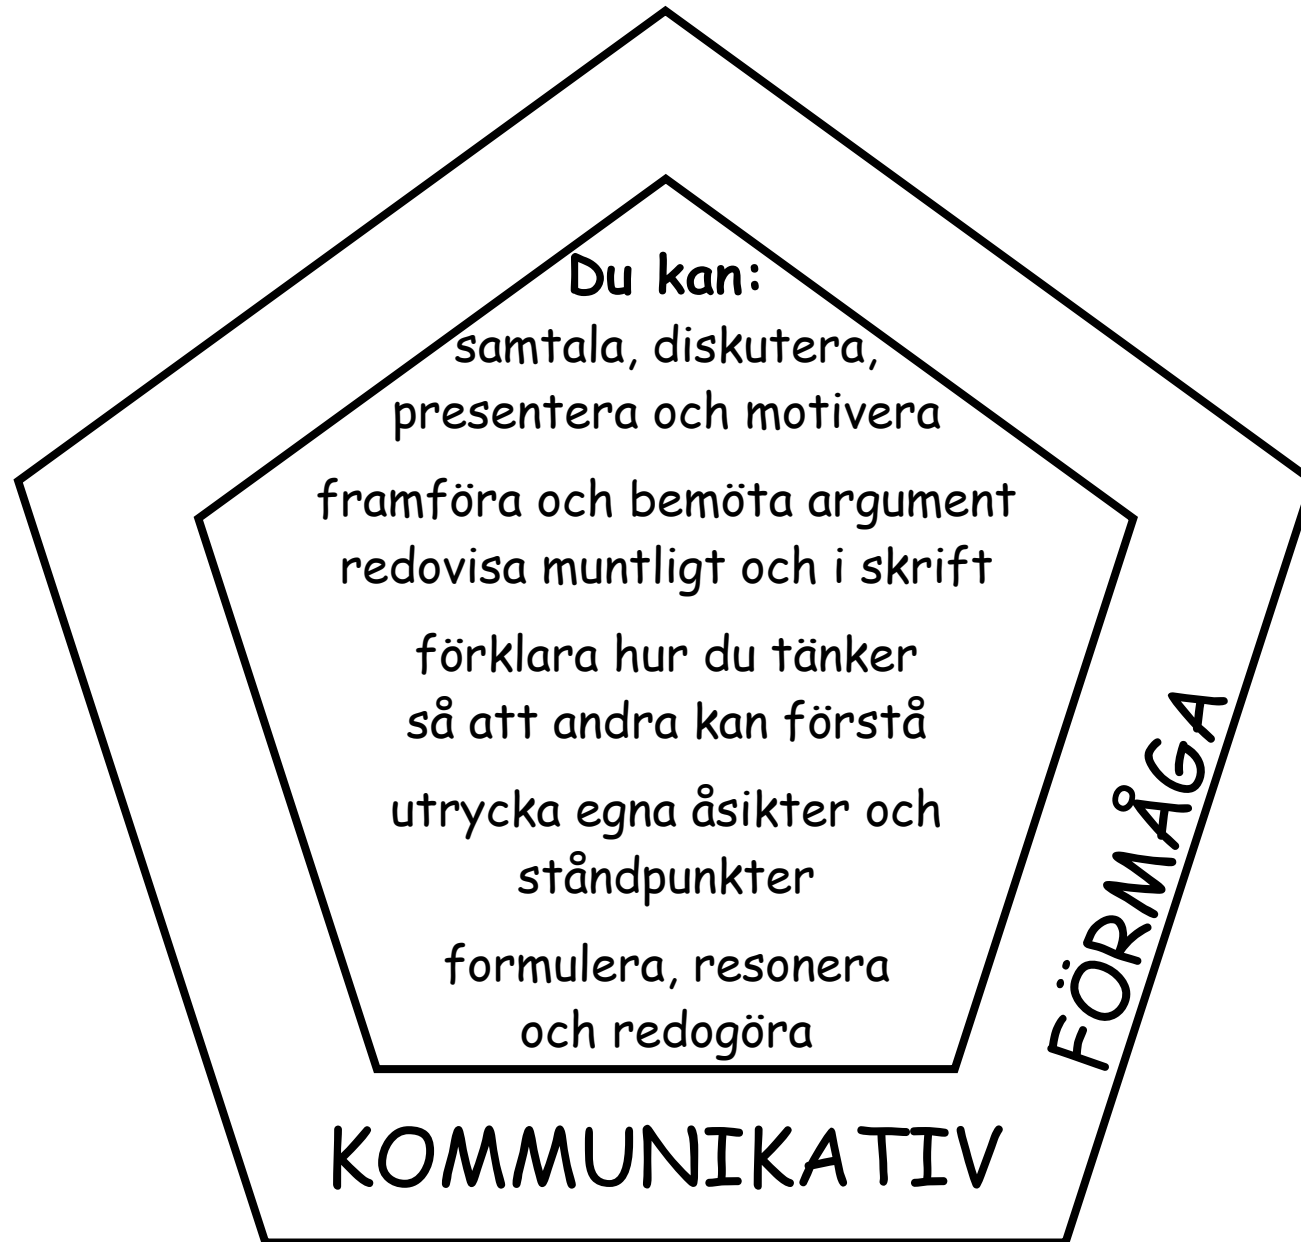 Du kan:
samtala, diskutera,
presentera och motivera
framföra och bemöta argument
redovisa muntligt och i skrift
förklara hur du tänker
så att andra kan förstå
utrycka egna åsikter och
ståndpunkter
formulera, resonera
och redogöra
KOMMUNIKATIV
FÖRMÅGA